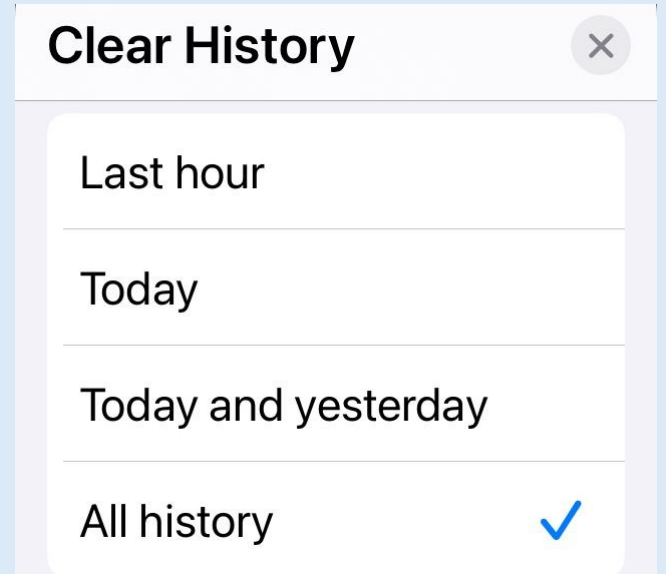 Clear History
Last hour
Today
Today and yesterday
All history